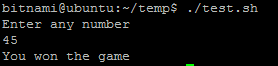 bitnami@ubuntu:~/temp$ ./test.sh
Enter any number
45
You won the game